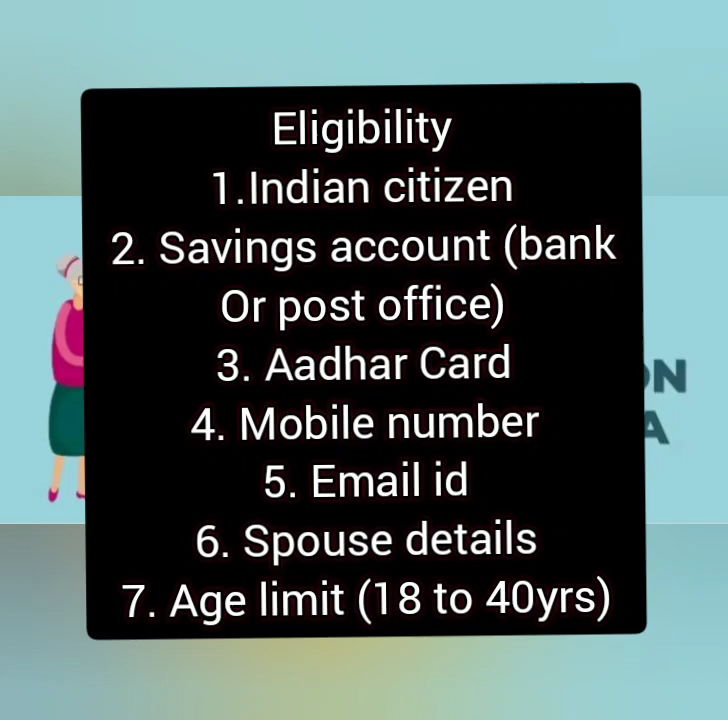 Eligibility
1.Indian citizen
2. Savings account (bank
Or post office)
3. Aadhar Card
4. Mobile number
5. Email id
6. Spouse details
7. Age limit (18 to 40yrs)